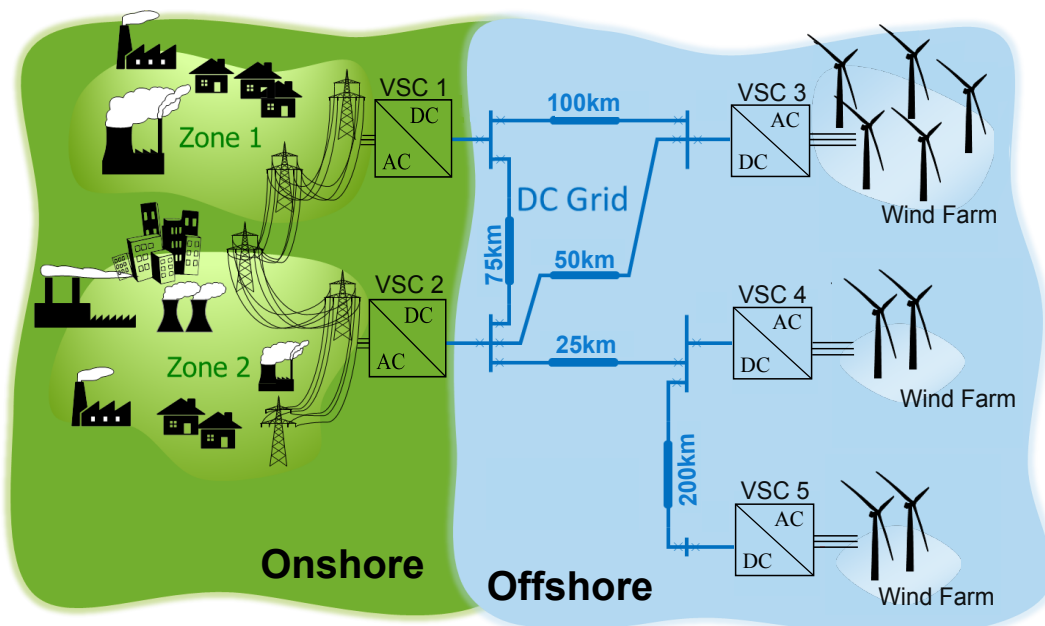 VSC 1
DC
AC
Zone 1
100km
VSC 3
AC
DC
Wind Farm
DC Grid
75km
50km
VSC 2
DC
AC
Zone 2
25km
VSC 4
AC
DC
Wind Farm
200km
VSC 5
AC
DC
Wind Farm
Onshore
Offshore